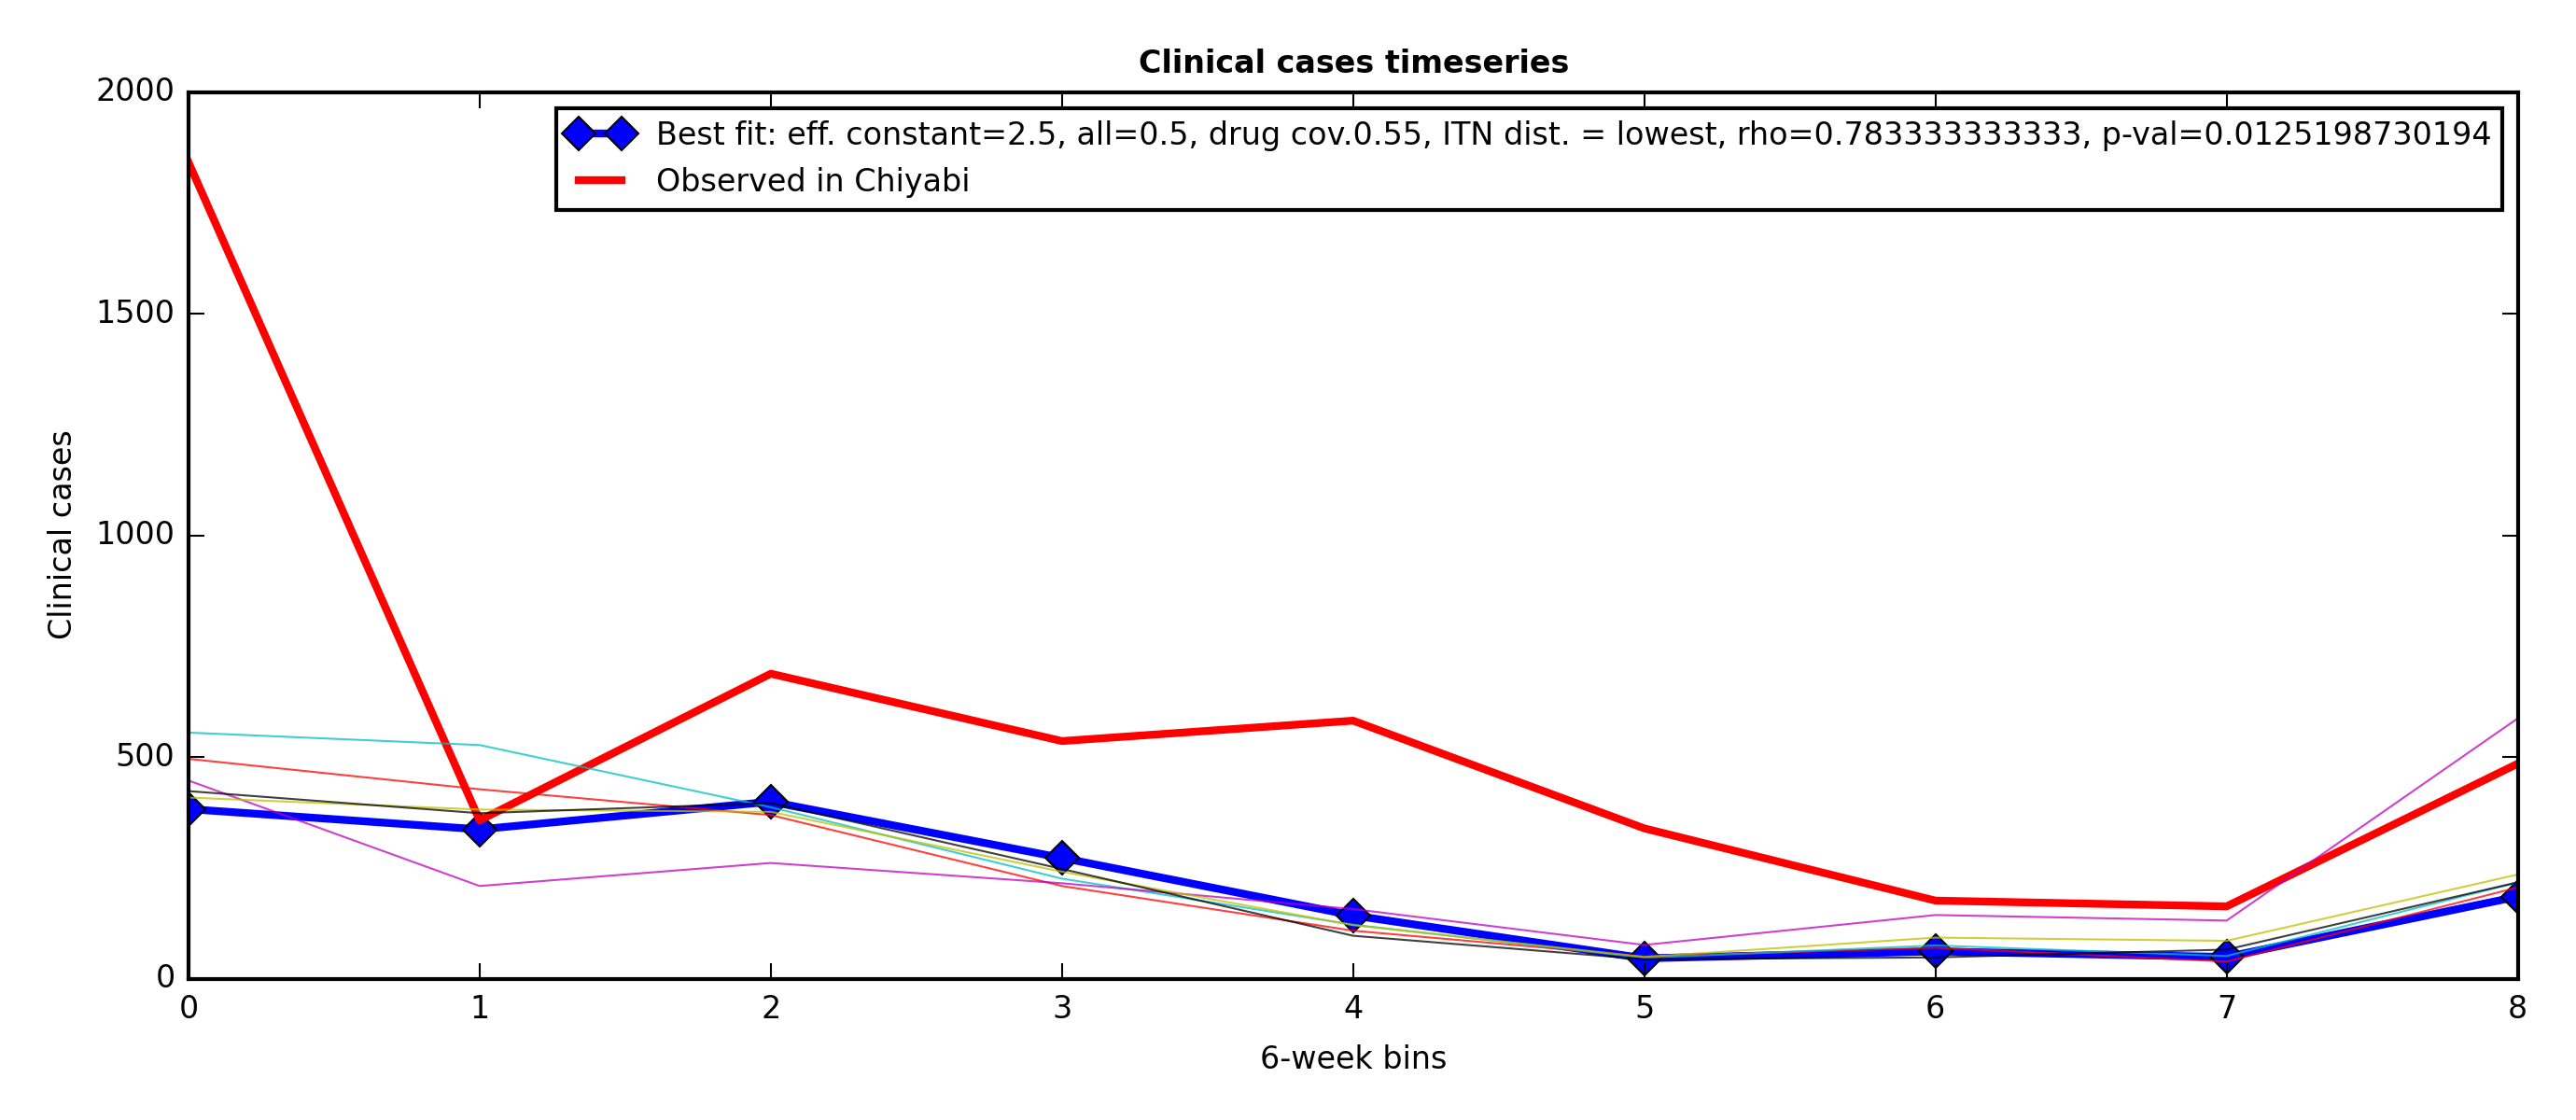 Clinical cases timeseries
2000
1500
1000
500
0
Clinical cases
Best fit: eff. constant=2.5, all=0.5, drug cov.0.55, ITN dist. = lowest, rho=0.783333333333, p-val=0.0125198730194
Observed in Chiyabi
0 1 2 3 4 5 6 7 8
6-week bins